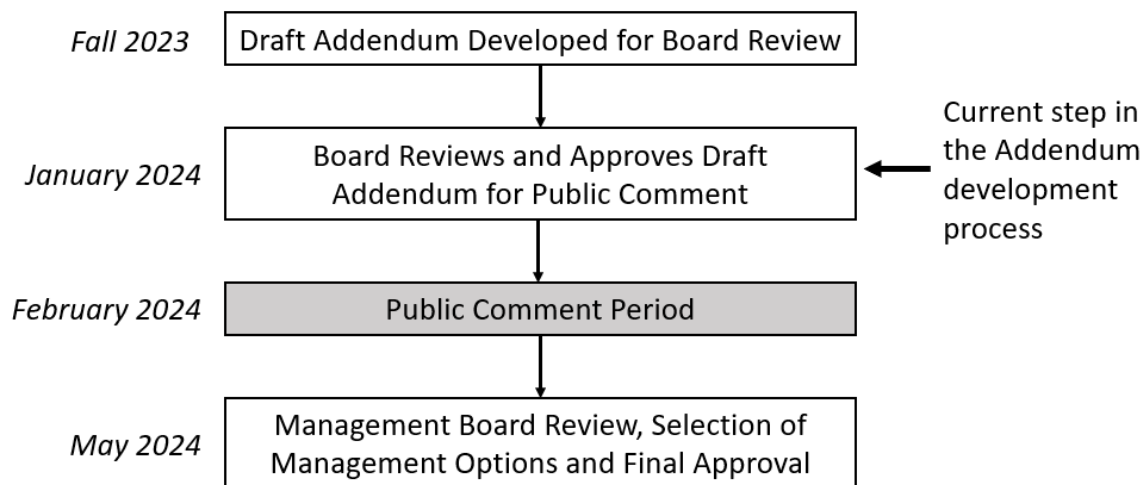 Fall 2023
Draft Addendum Developed for Board Review
January 2024
Board Reviews and Approves Draft
Addendum for Public Comment
Current step in
the Addendum
development
process
February 2024
Public Comment Period
May 2024
Management Board Review, Selection of
Management Options and Final Approval